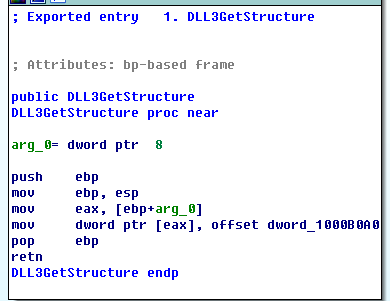 ; Exported entry   1. DLL3GetStructure
; Attributes: bp-based frame
public DLL3GetStructure
DLL3GetStructure proc near
arg_0= dword ptr  8
push    ebp
mov     ebp, esp
mov     eax, [ebp+arg_0]
mov     dword ptr [eax], offset dword_1000B0A0
pop     ebp
retn
DLL3GetStructure endp